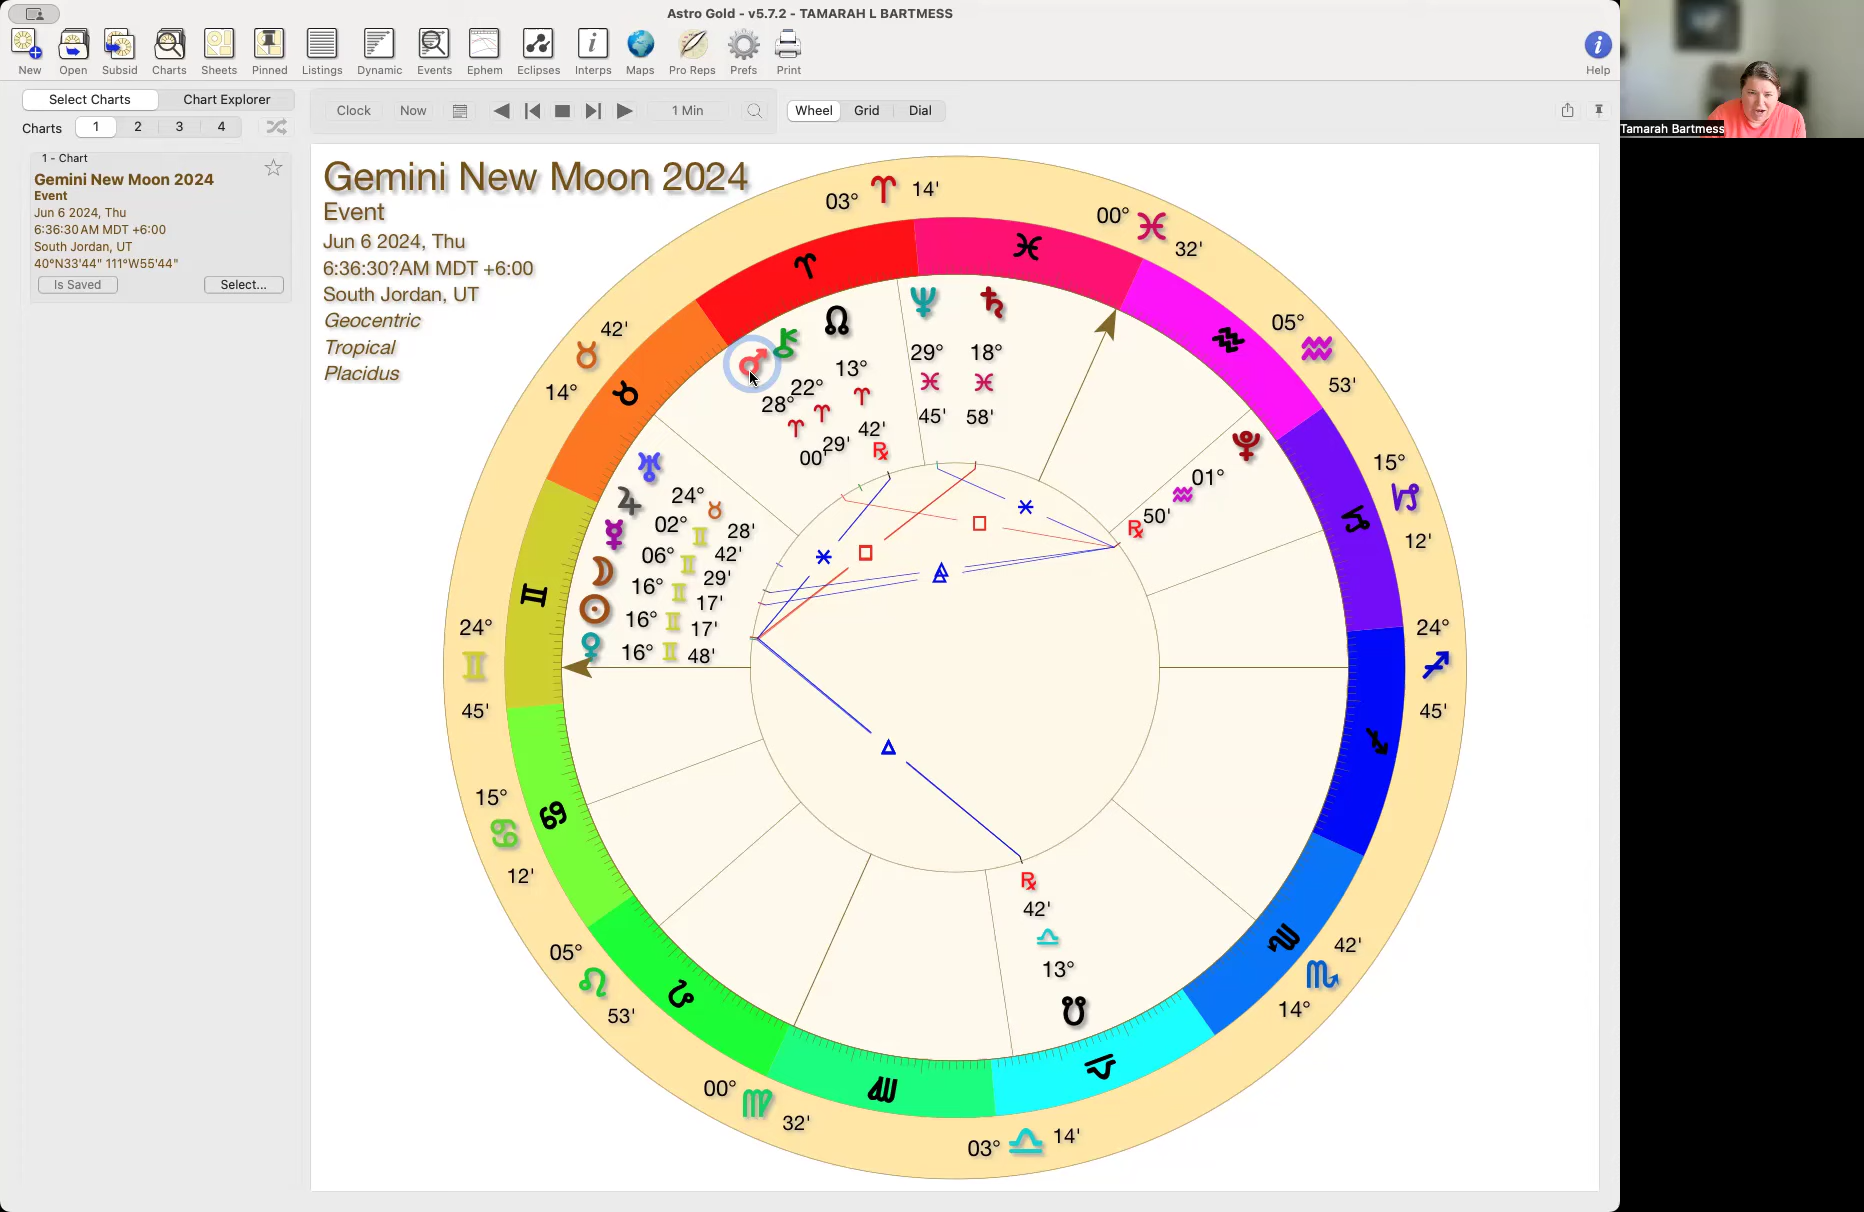 Astro Gold - v5.7.2 - TAMARAH L BARTMESS
New Open Subsid Charts Sheets Pinned Listings Dynamic Events Ephem Eclipses Interps Maps Pro Reps Prefs Print Help
Select Charts Chart Explorer
Charts 1 2 3 4
Clock Now 1 Min Wheel Grid Dial
Tamarah Bartmess
1 - Chart
Gemini New Moon 2024
Event
Jun 6 2024, Thu
6:36:30 AM MDT +6:00
South Jordan, UT
40°N33'44" 111°W55'44"
Is Saved Select...
Gemini New Moon 2024
Event
Jun 6 2024, Thu
6:36:30?AM MDT +6:00
South Jordan, UT
Geocentric
Tropical
Placidus
03° ♈ 14'
00° ♓ 32'
05° ♒ 53'
15° ♑ 12'
24° ♐ 45'
42' ♏ 14°
03° ♎ 14'
00° ♍ 32'
05° ♌ 53'
15° ♋ 12'
24° ♊ 45'
42' ♉ 14°
♆ 29° ♓ 45'
♄ 18° ♓ 58'
☊ 13° ♈ 42' ℞
⚷ 22° ♈ 29'
♂ 28° ♈ 00'
♅ 24° ♉ 28'
♃ 02° ♊ 42'
☿ 06° ♊ 29'
☽ 16° ♊ 17'
☉ 16° ♊ 17'
♀ 16° ♊ 48'
♇ 01° ♒ 50' ℞
℞ 42' ♎ 13° ☋